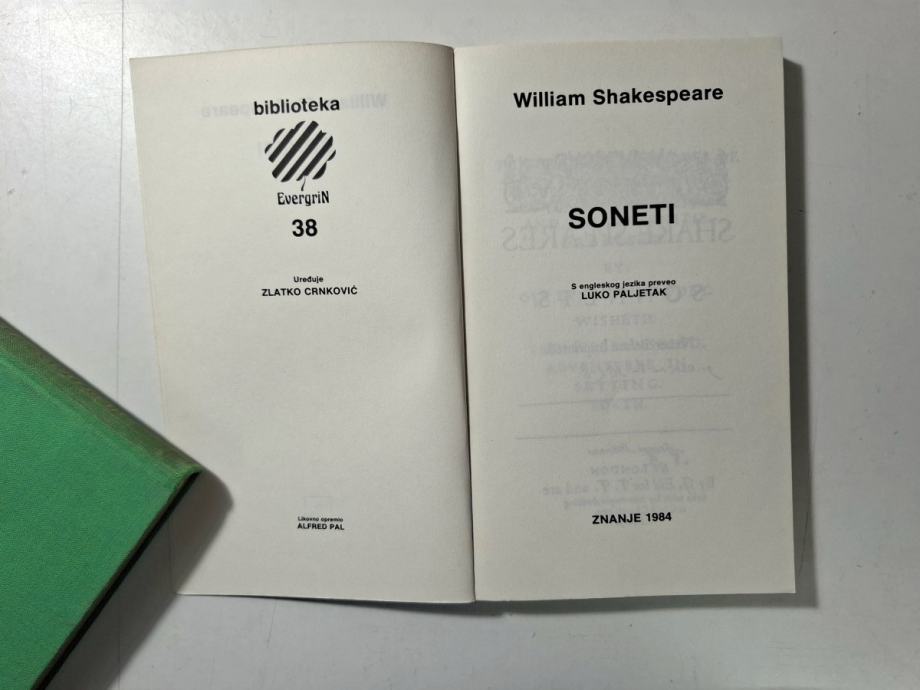 biblioteka
EvergriN
38
Uređuje
ZLATKO CRNKOVIĆ
Likovno opremio
ALFRED PAL
William Shakespeare
SONETI
S engleskog jezika preveo
LUKO PALJETAK
ZNANJE 1984